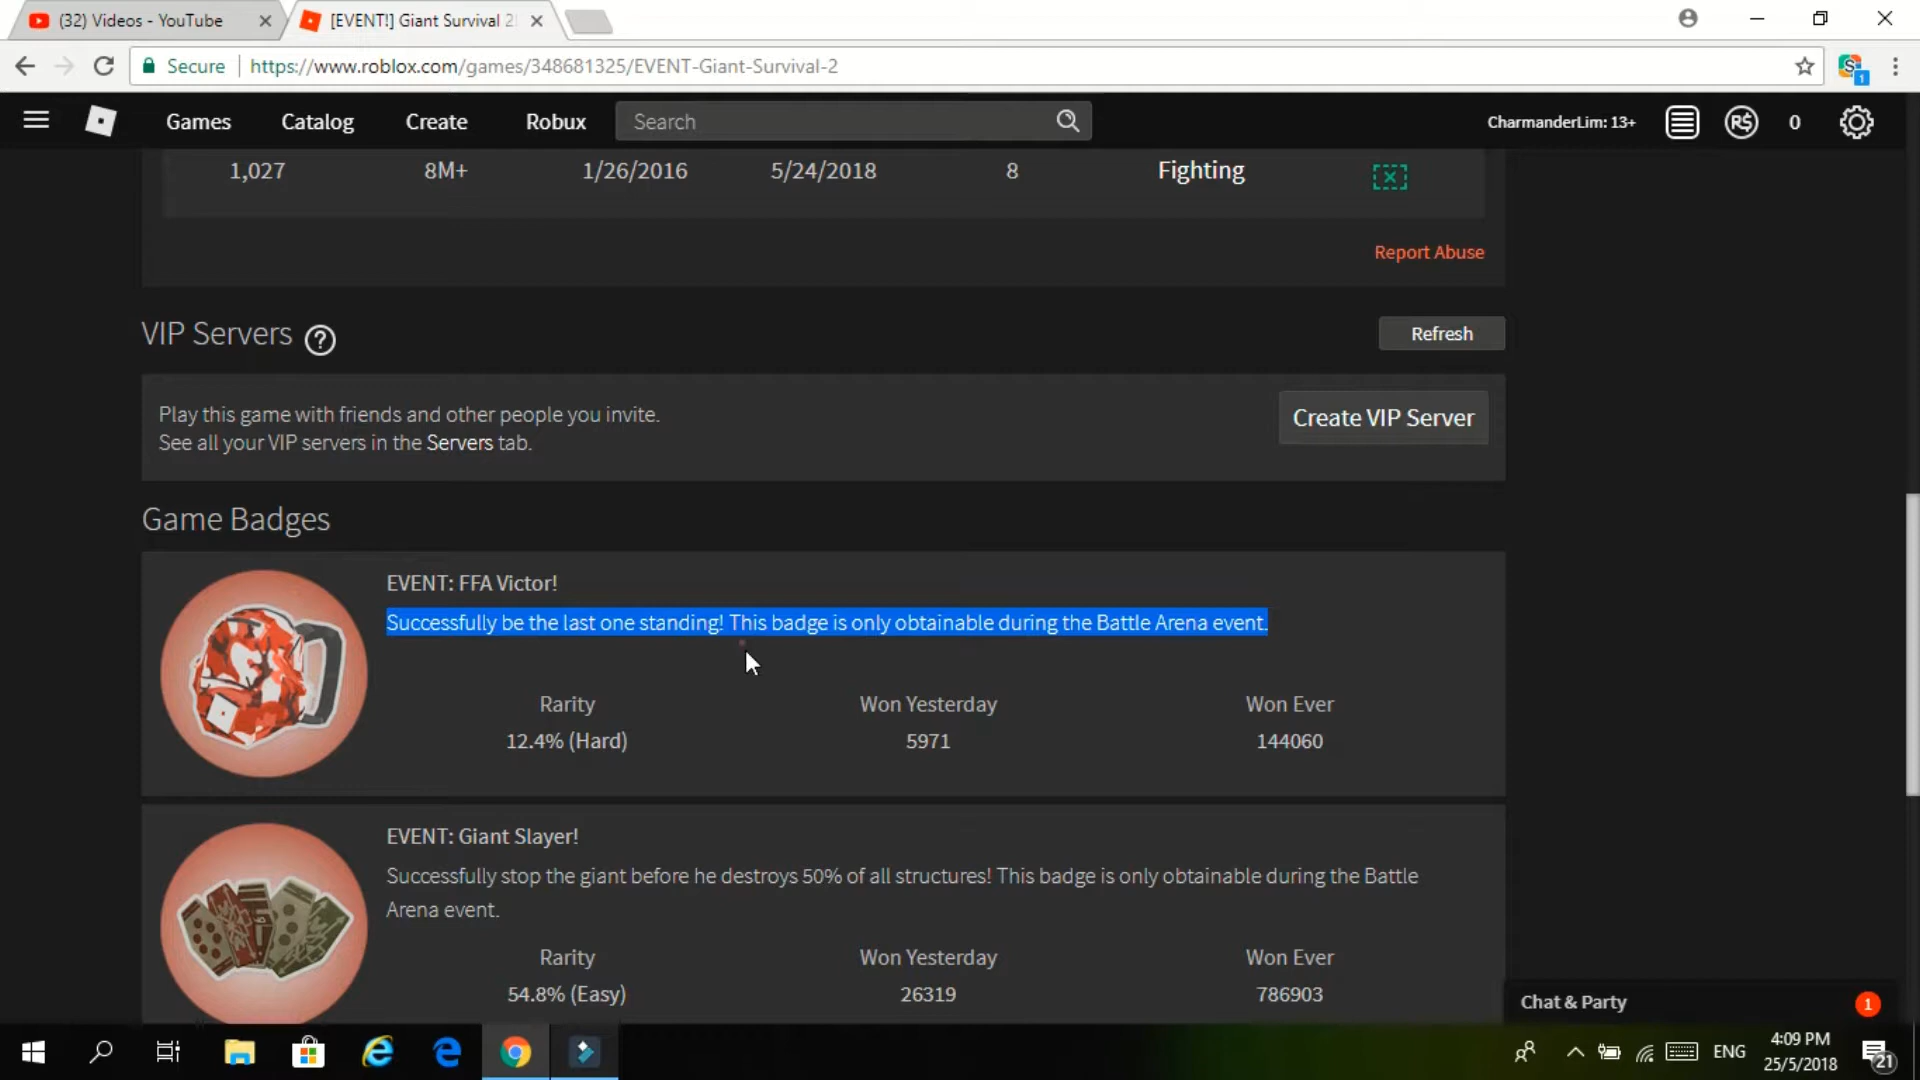 (32) Videos - YouTube
[EVENT!] Giant Survival 2
Secure
https://www.roblox.com/games/348681325/EVENT-Giant-Survival-2
1
Games
Catalog
Create
Robux
Search
CharmanderLim: 13+
R$
0
1,027
8M+
1/26/2016
5/24/2018
8
Fighting
Report Abuse
VIP Servers
?
Refresh
Play this game with friends and other people you invite.
See all your VIP servers in the Servers tab.
Create VIP Server
Game Badges
EVENT: FFA Victor!
Successfully be the last one standing! This badge is only obtainable during the Battle Arena event.
Rarity
Won Yesterday
Won Ever
12.4% (Hard)
5971
144060
EVENT: Giant Slayer!
Successfully stop the giant before he destroys 50% of all structures! This badge is only obtainable during the Battle
Arena event.
Rarity
Won Yesterday
Won Ever
54.8% (Easy)
26319
786903
Chat & Party
1
ENG
4:09 PM
25/5/2018
21